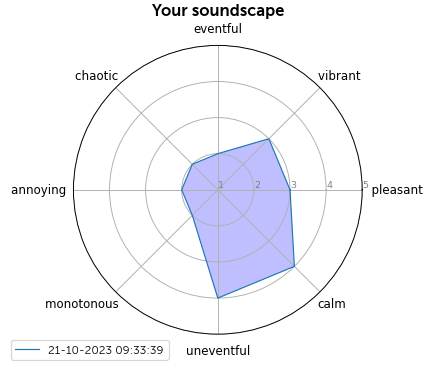 Your soundscape
eventful
chaotic
vibrant
annoying
1
2
3
4
5
pleasant
monotonous
calm
uneventful
21-10-2023 09:33:39